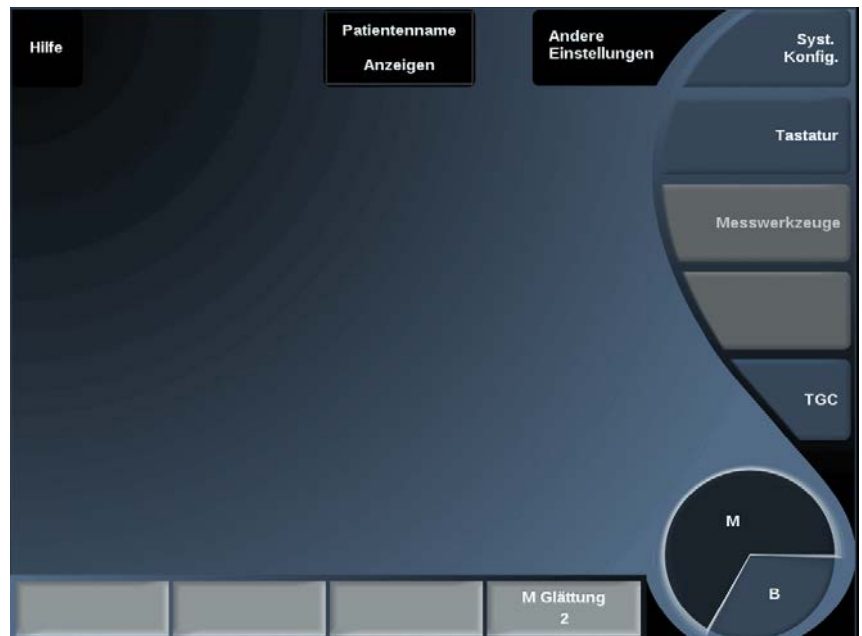 Hilfe
Patientenname
Anzeigen
Andere
Einstellungen
Syst.
Konfig.
Tastatur
Messwerkzeuge
TGC
M
B
M Glättung
2